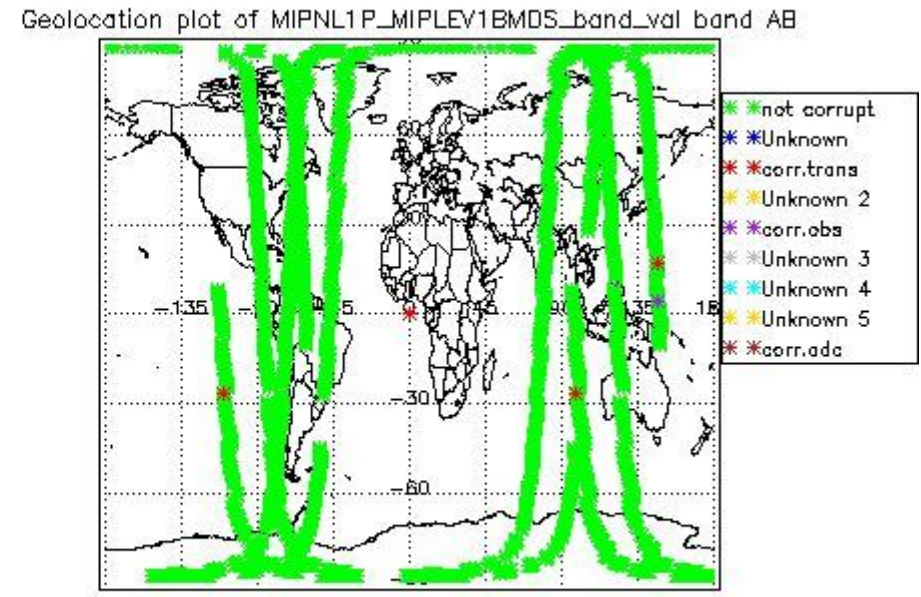 Geolocation plot of MIPNL1P_MIPLEV1BMDS_band_val band AB
not corrupt
Unknown
corr.trans
Unknown 2
corr.obs
Unknown 3
Unknown 4
Unknown 5
corr.adc
60
-135
-30
-60